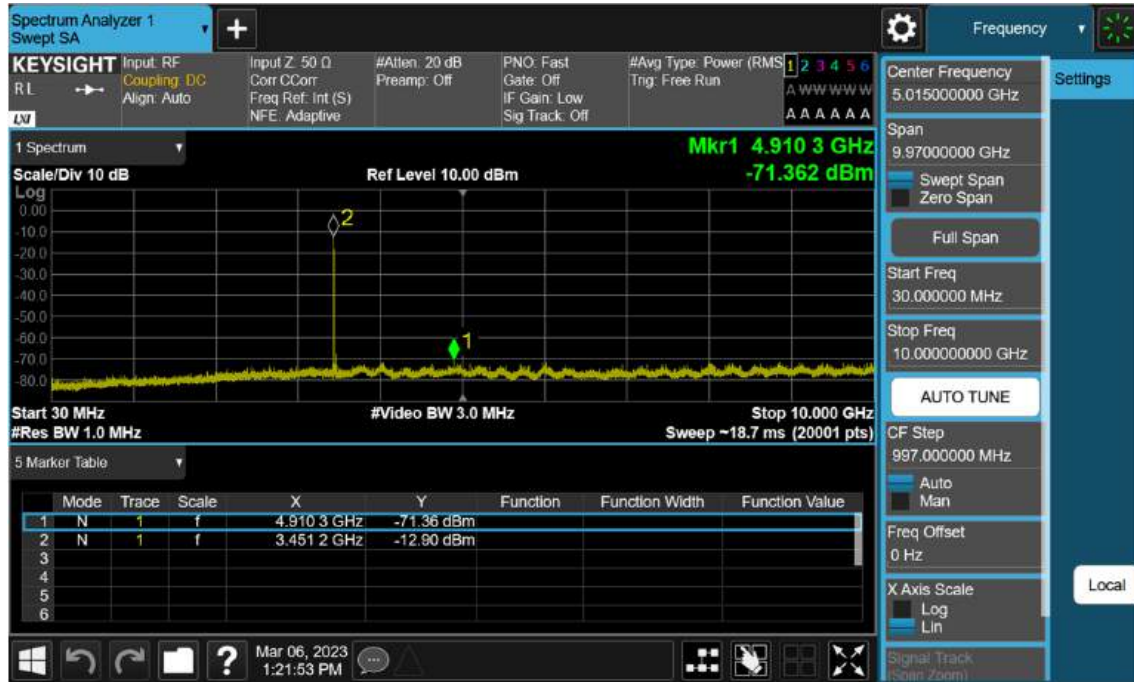 Spectrum Analyzer 1
Swept SA
+
Frequency
KEYSIGHT
RL
LXI
Input: RF
Coupling: DC
Align: Auto
Input Z: 50 Ω
Corr CCorr
Freq Ref: Int (S)
NFE: Adaptive
#Atten: 20 dB
Preamp: Off
PNO: Fast
Gate: Off
IF Gain: Low
Sig Track: Off
#Avg Type: Power (RMS
Trig: Free Run
1 2 3 4 5 6
A W W W W W
A A A A A A
Center Frequency
5.015000000 GHz
Settings
1 Spectrum
Scale/Div 10 dB
Ref Level 10.00 dBm
Mkr1 4.910 3 GHz
-71.362 dBm
Log
0.00
-10.0
-20.0
-30.0
-40.0
-50.0
-60.0
-70.0
-80.0
2
1
Start 30 MHz
#Video BW 3.0 MHz
Stop 10.000 GHz
#Res BW 1.0 MHz
Sweep ~18.7 ms (20001 pts)
Span
9.97000000 GHz
Swept Span
Zero Span
Full Span
Start Freq
30.000000 MHz
Stop Freq
10.000000000 GHz
AUTO TUNE
CF Step
997.000000 MHz
Auto
Man
Freq Offset
0 Hz
X Axis Scale
Log
Lin
Signal Track
(Span Zoom)
Local
5 Marker Table
Mode Trace Scale X Y Function Function Width Function Value
1 N 1 f 4.910 3 GHz -71.36 dBm
2 N 1 f 3.451 2 GHz -12.90 dBm
3
4
5
6
?
Mar 06, 2023
1:21:53 PM